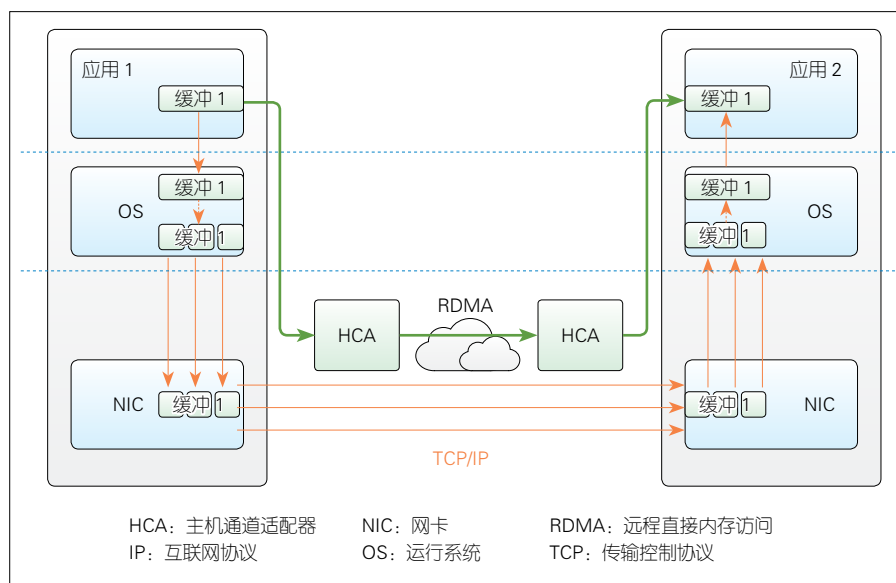 应用 1
缓冲 1
缓冲 1
OS
缓冲 1
NIC
缓冲 1
HCA
RDMA
HCA
TCP/IP
应用 2
缓冲 1
缓冲 1
OS
缓冲 1
缓冲 1
NIC
HCA：主机通道适配器 NIC：网卡 RDMA：远程直接内存访问
IP：互联网协议 OS：运行系统 TCP：传输控制协议